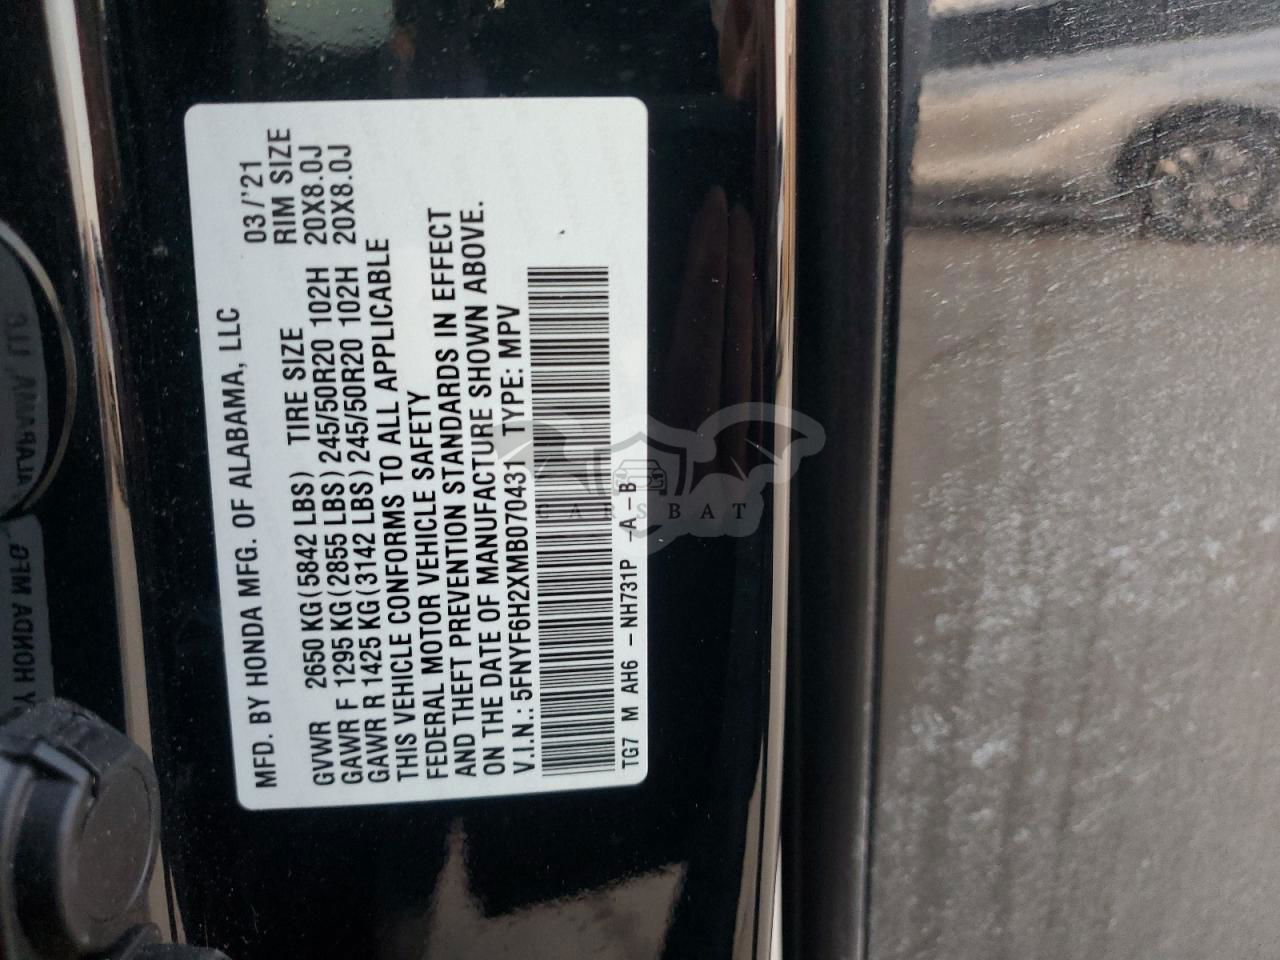 MFD. BY HONDA MFG. OF ALABAMA, LLC 03/'21
GVWR 2650 KG(5842 LBS) TIRE SIZE RIM SIZE
GAWR F 1295 KG(2855 LBS) 245/50R20 102H 20X8.0J
GAWR R 1425 KG(3142 LBS) 245/50R20 102H 20X8.0J
THIS VEHICLE CONFORMS TO ALL APPLICABLE
FEDERAL MOTOR VEHICLE SAFETY
AND THEFT PREVENTION STANDARDS IN EFFECT
ON THE DATE OF MANUFACTURE SHOWN ABOVE.
V.I.N.: 5FNYF6H2XMB070431 TYPE: MPV
TG7 M AH6 - NH731P -A-B
CARSBAT